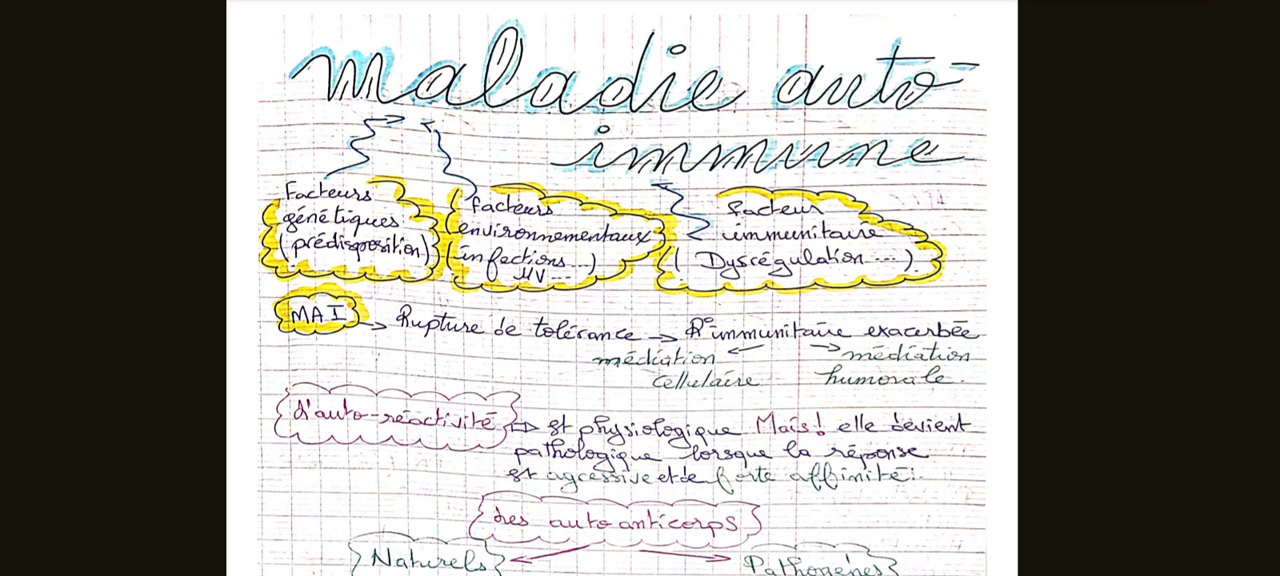 maladie auto-
immune
Facteurs
génétiques
(prédisposition)
facteurs
environnementaux
(infections...)
UV...
facteur
immunitaire
(Dysrégulation...)
MAI → Rupture de tolérance → R° immunitaire exacerbée
médiation ← → médiation
cellulaire humorale.
L'auto-réactivité ⇒ est physiologique Mais! elle devient
pathologique lorsque la réponse
est agressive et de forte affinité.
Les auto anticorps
Naturels ← → Pathogènes